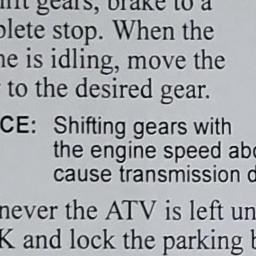 gears, brake to a
plete stop. When the
ne is idling, move the
to the desired gear.
CE: Shifting gears with
the engine speed abo
cause transmission d
never the ATV is left un
K and lock the parking b